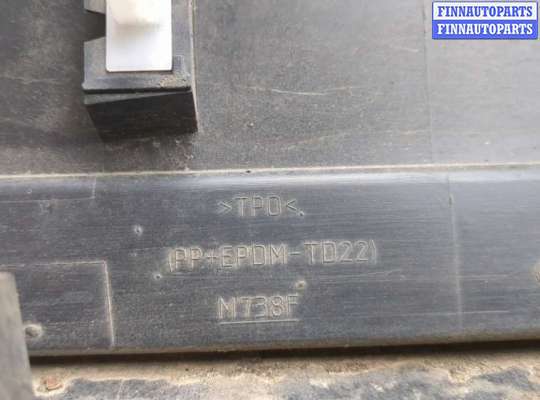 FINNAUTOPARTS
FINNAUTOPARTS
>TPO<.
(PP+EPDM-TD22)
M738F